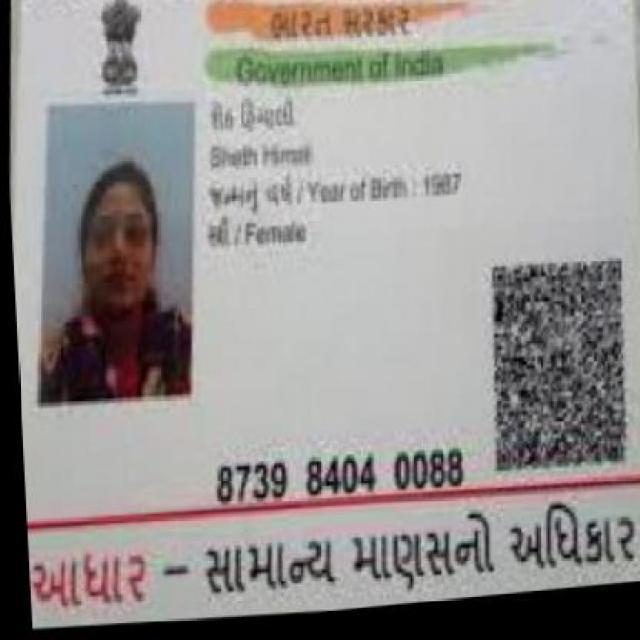 ભારત સરકાર
Government of India
શેઠ હિમાલી
Sheth Himali
જન્મનું વર્ષ / Year of Birth : 1987
સ્ત્રી / Female
8739 8404 0088
આધાર – સામાન્ય માણસનો અધિકાર